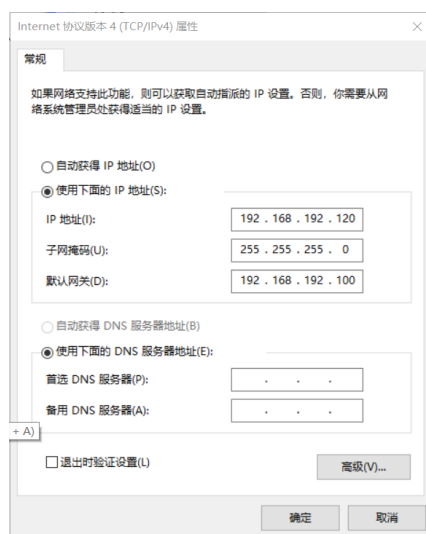 Internet 协议版本 4 (TCP/IPv4) 属性
常规
如果网络支持此功能，则可以获取自动指派的 IP 设置。否则，你需要从网
络系统管理员处获得适当的 IP 设置。
自动获得 IP 地址(O)
使用下面的 IP 地址(S):
IP 地址(I): 192 . 168 . 192 . 120
子网掩码(U): 255 . 255 . 255 . 0
默认网关(D): 192 . 168 . 192 . 100
自动获得 DNS 服务器地址(B)
使用下面的 DNS 服务器地址(E):
首选 DNS 服务器(P): . . .
备用 DNS 服务器(A): . . .
+ A)
退出时验证设置(L)
高级(V)...
确定 取消